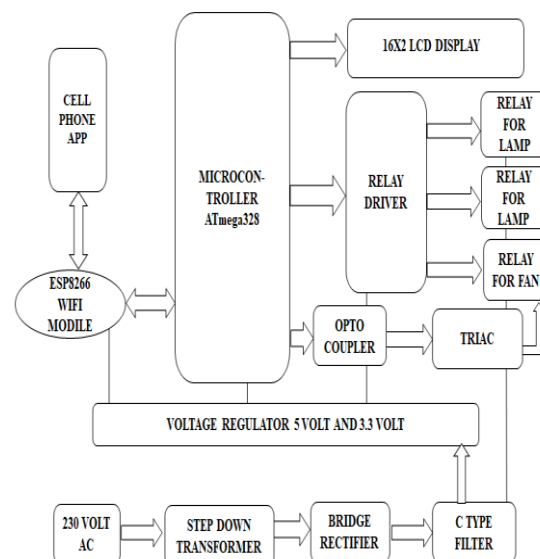 16X2 LCD DISPLAY
CELL
PHONE
APP
MICROCON-
TROLLER
ATmega328
RELAY
DRIVER
RELAY
FOR
LAMP
RELAY
FOR
LAMP
RELAY
FOR FAN
ESP8266
WIFI
MODILE
OPTO
COUPLER
TRIAC
VOLTAGE REGULATOR 5 VOLT AND 3.3 VOLT
230 VOLT
AC
STEP DOWN
TRANSFORMER
BRIDGE
RECTIFIER
C TYPE
FILTER